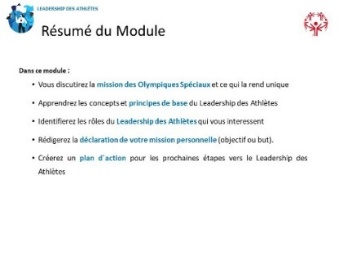 LEADERSHIP DES ATHLÈTES
Résumé du Module
Dans ce module :
• Vous discutirez la mission des Olympiques Spéciaux et ce qui la rend unique
• Apprendrez les concepts et principes de base du Leadership des Athlètes
• Identifierez les rôles du Leadership des Athlètes qui vous interessent
• Rédigerez la déclaration de votre mission personnelle (objectif ou but).
• Créerez un plan d´action pour les prochaines étapes vers le Leadership des
Athlètes